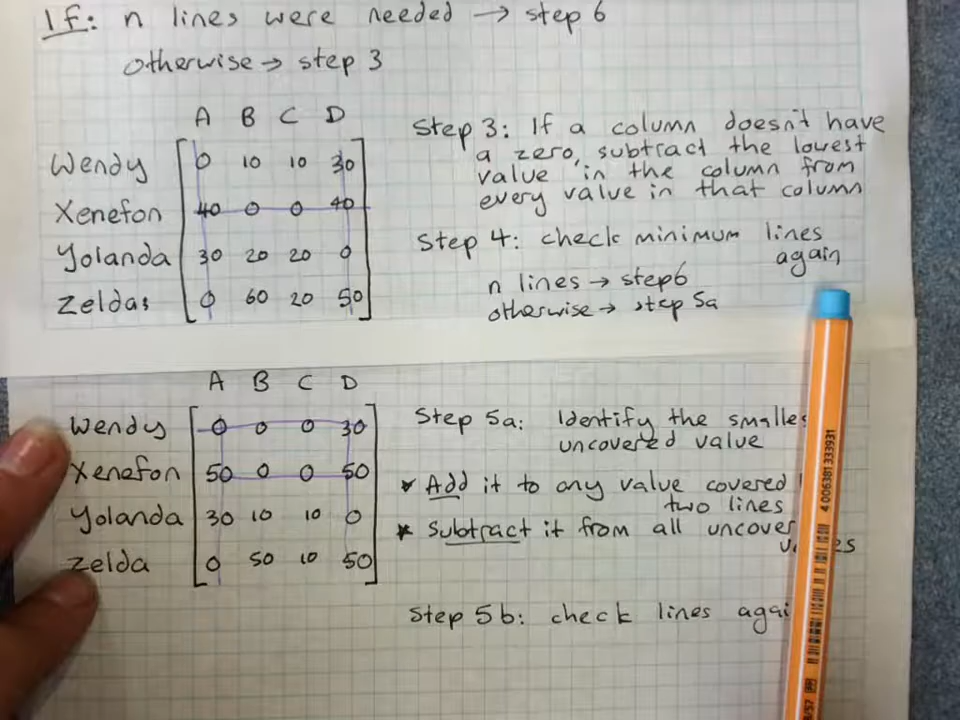 If: n lines were needed → step 6
otherwise → step 3
A B C D
Wendy 0 10 10 30
Xenefon 40 0 0 40
Yolanda 30 20 20 0
Zeldas 0 60 20 50
Step 3: If a column doesn't have
a zero, subtract the lowest
value in the column from
every value in that column
Step 4: check minimum lines
again
n lines → step 6
otherwise → step 5a
A B C D
Wendy 0 0 0 30
Xenefon 50 0 0 50
Yolanda 30 10 10 0
Zelda 0 50 10 50
Step 5a: Identify the smalles
uncovered value
* Add it to any value covered
two lines
* Subtract it from all uncover
Step 5b: check lines agai
4 006381 333931